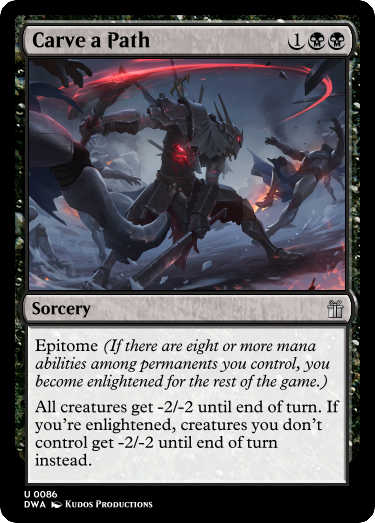 Carve a Path 1
Sorcery
Epitome (If there are eight or more mana
abilities among permanents you control, you
become enlightened for the rest of the game.)
All creatures get -2/-2 until end of turn. If
you're enlightened, creatures you don't
control get -2/-2 until end of turn
instead.
U 0086
DWA Kudos Productions